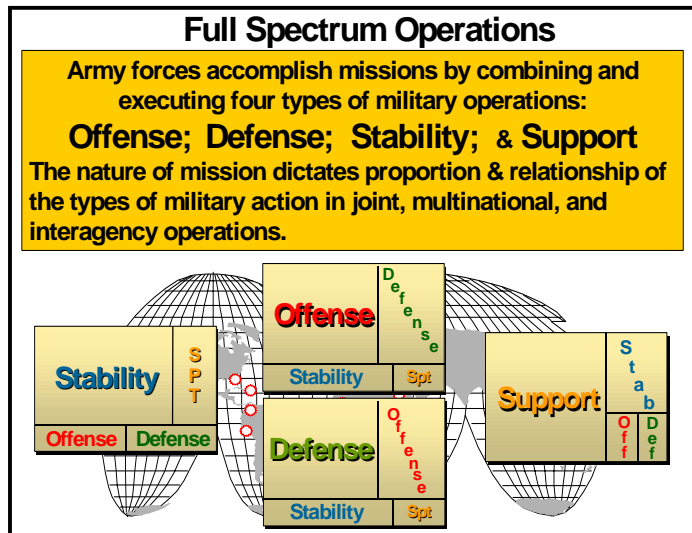 Full Spectrum Operations
Army forces accomplish missions by combining and
executing four types of military operations:
Offense; Defense; Stability; & Support
The nature of mission dictates proportion & relationship of
the types of military action in joint, multinational, and
interagency operations.
Offense
Defense
Stability
Spt
Stability
SPT
Offense
Defense
Support
Stab
Off
Def
Defense
Offense
Stability
Spt